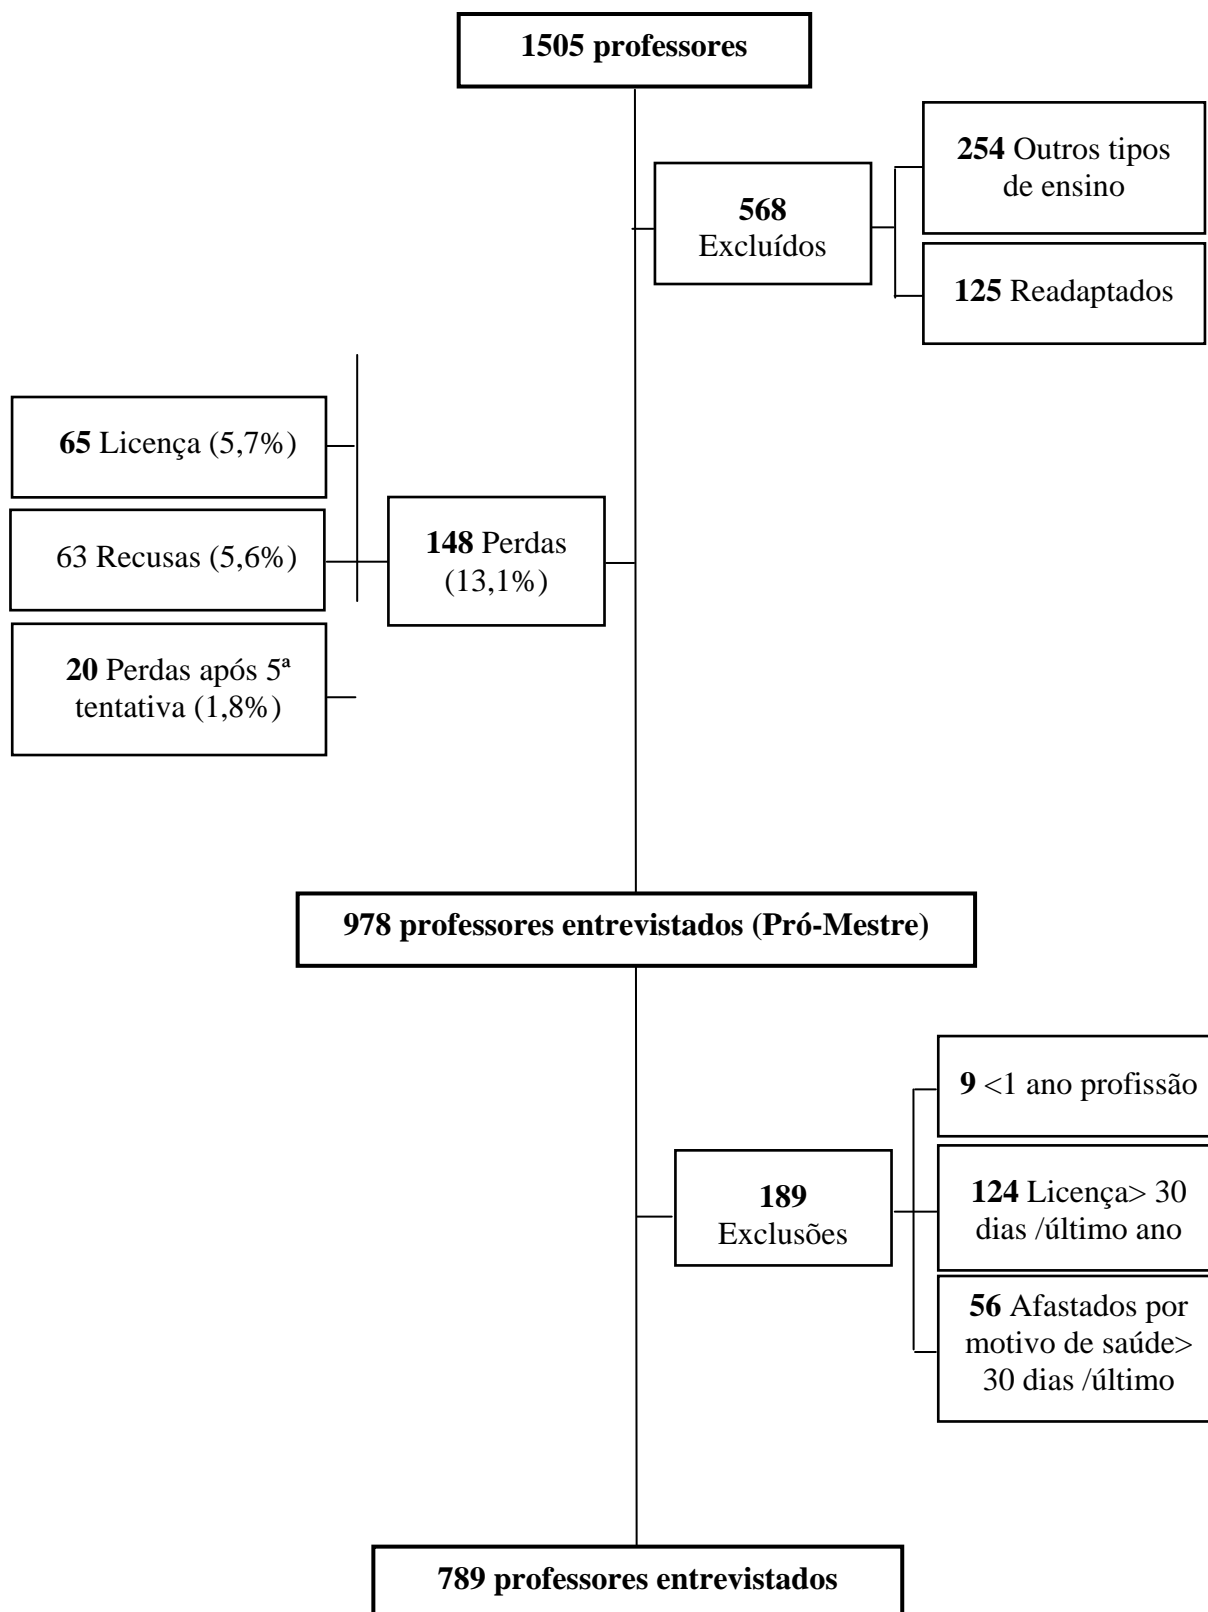 1505 professores
254 Outros tipos
de ensino
568
Excluídos
125 Readaptados
65 Licença (5,7%)
63 Recusas (5,6%)
148 Perdas
(13,1%)
20 Perdas após 5ª
tentativa (1,8%)
978 professores entrevistados (Pró-Mestre)
9 <1 ano profissão
189
Exclusões
124 Licença> 30
dias /último ano
56 Afastados por
motivo de saúde>
30 dias /último
789 professores entrevistados